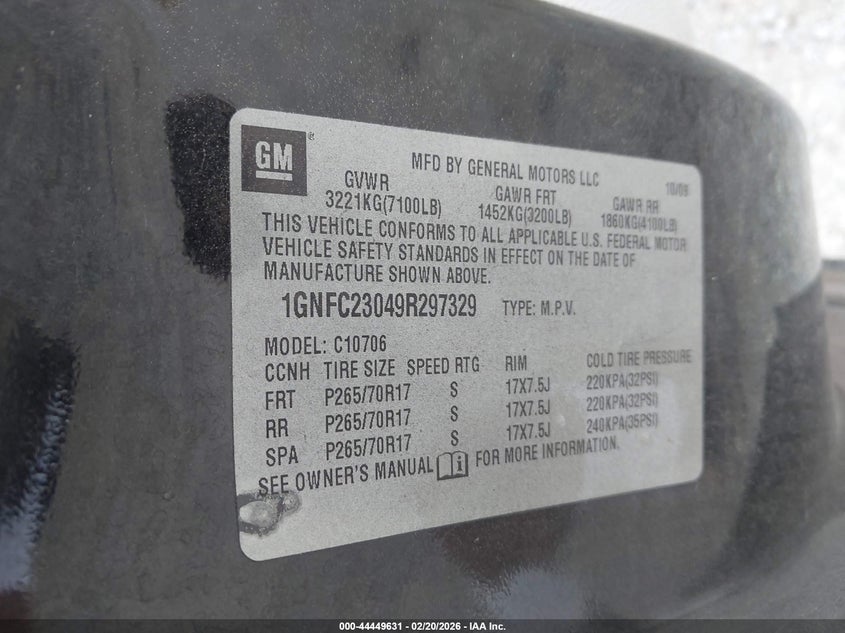 GM ®
MFD BY GENERAL MOTORS LLC 10/09
GVWR GAWR FRT GAWR RR
3221KG(7100LB) 1452KG(3200LB) 1860KG(4100LB)
THIS VEHICLE CONFORMS TO ALL APPLICABLE U.S. FEDERAL MOTOR
VEHICLE SAFETY STANDARDS IN EFFECT ON THE DATE OF
MANUFACTURE SHOWN ABOVE.
1GNFC23049R297329 TYPE: M.P.V.
MODEL: C10706
CCNH TIRE SIZE SPEED RTG RIM COLD TIRE PRESSURE
FRT P265/70R17 S 17X7.5J 220KPA(32PSI)
RR P265/70R17 S 17X7.5J 220KPA(32PSI)
SPA P265/70R17 S 17X7.5J 240KPA(35PSI)
SEE OWNER'S MANUAL FOR MORE INFORMATION.
000-44449631 - 02/20/2026 - IAA Inc.